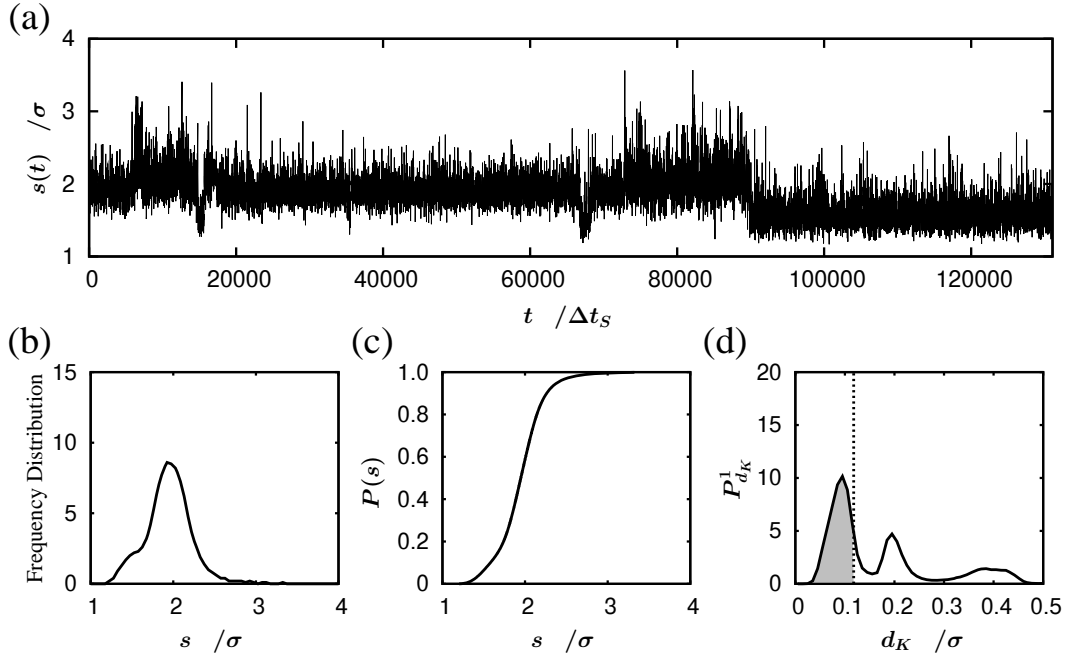 (a)
s(t) /σ
4
3
2
1
0 20000 40000 60000 80000 100000 120000
t /Δt_S
(b) (c) (d)
Frequency Distribution
15
10
5
0
1 2 3 4
s /σ
P(s)
1.0
0.8
0.6
0.4
0.2
0
1 2 3 4
s /σ
P^1_{d_K}
20
15
10
5
0
0 0.1 0.2 0.3 0.4 0.5
d_K /σ